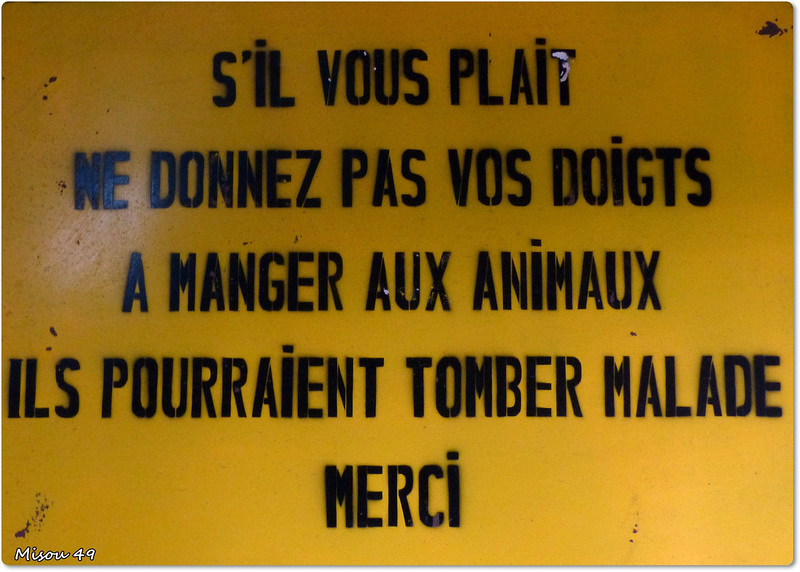 S'iL VOUS PLAiT
NE DONNEZ PAS VOS DOiGTS
A MANGER AUX ANiMAUX
ILS POURRAiENT TOMBER MALADE
MERCi
Misou 49